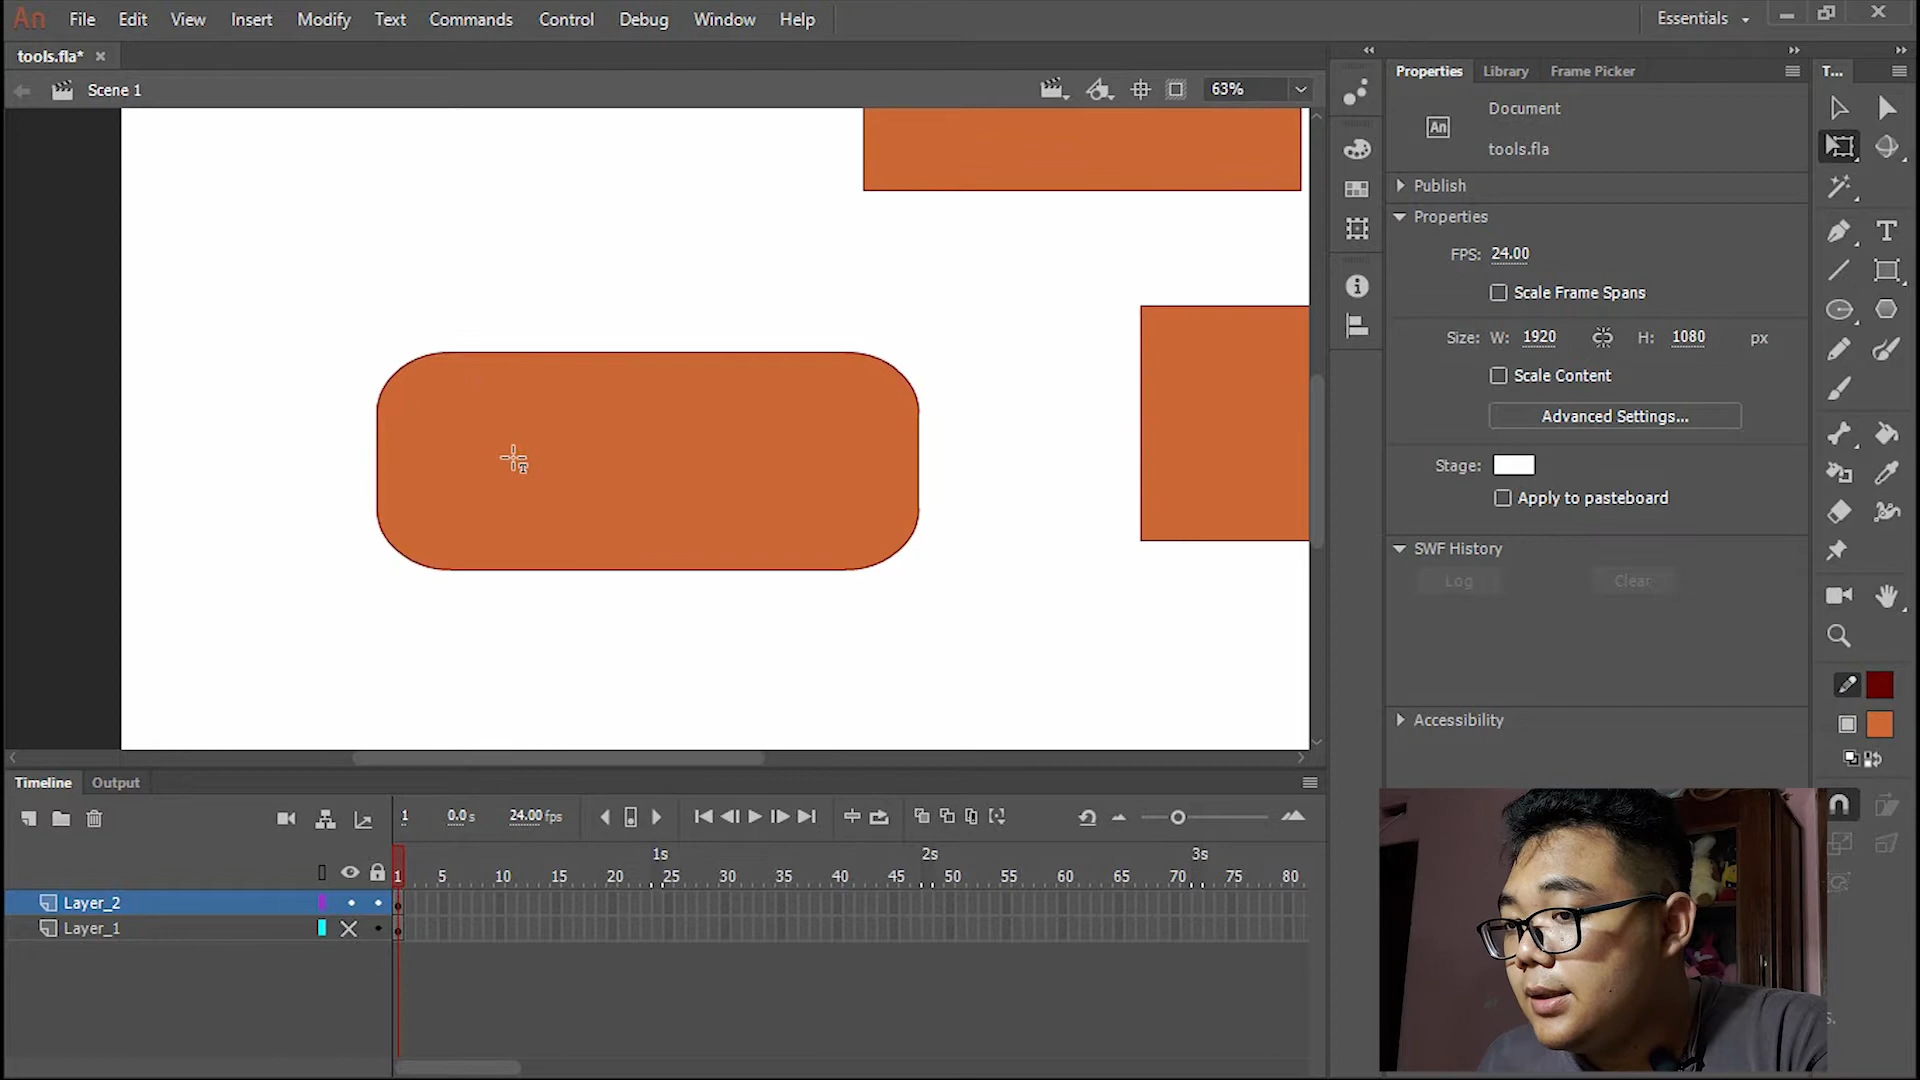 An File Edit View Insert Modify Text Commands Control Debug Window Help Essentials
tools.fla*
Scene 1 63%
Properties Library Frame Picker T...
An Document
tools.fla
Publish
Properties
FPS: 24.00
Scale Frame Spans
Size: W: 1920 H: 1080 px
Scale Content
Advanced Settings...
Stage:
Apply to pasteboard
SWF History
Log Clear
Accessibility
Timeline Output
1 0.0 s 24.00 fps
1s 2s 3s
1 5 10 15 20 25 30 35 40 45 50 55 60 65 70 75 80
Layer_2
Layer_1